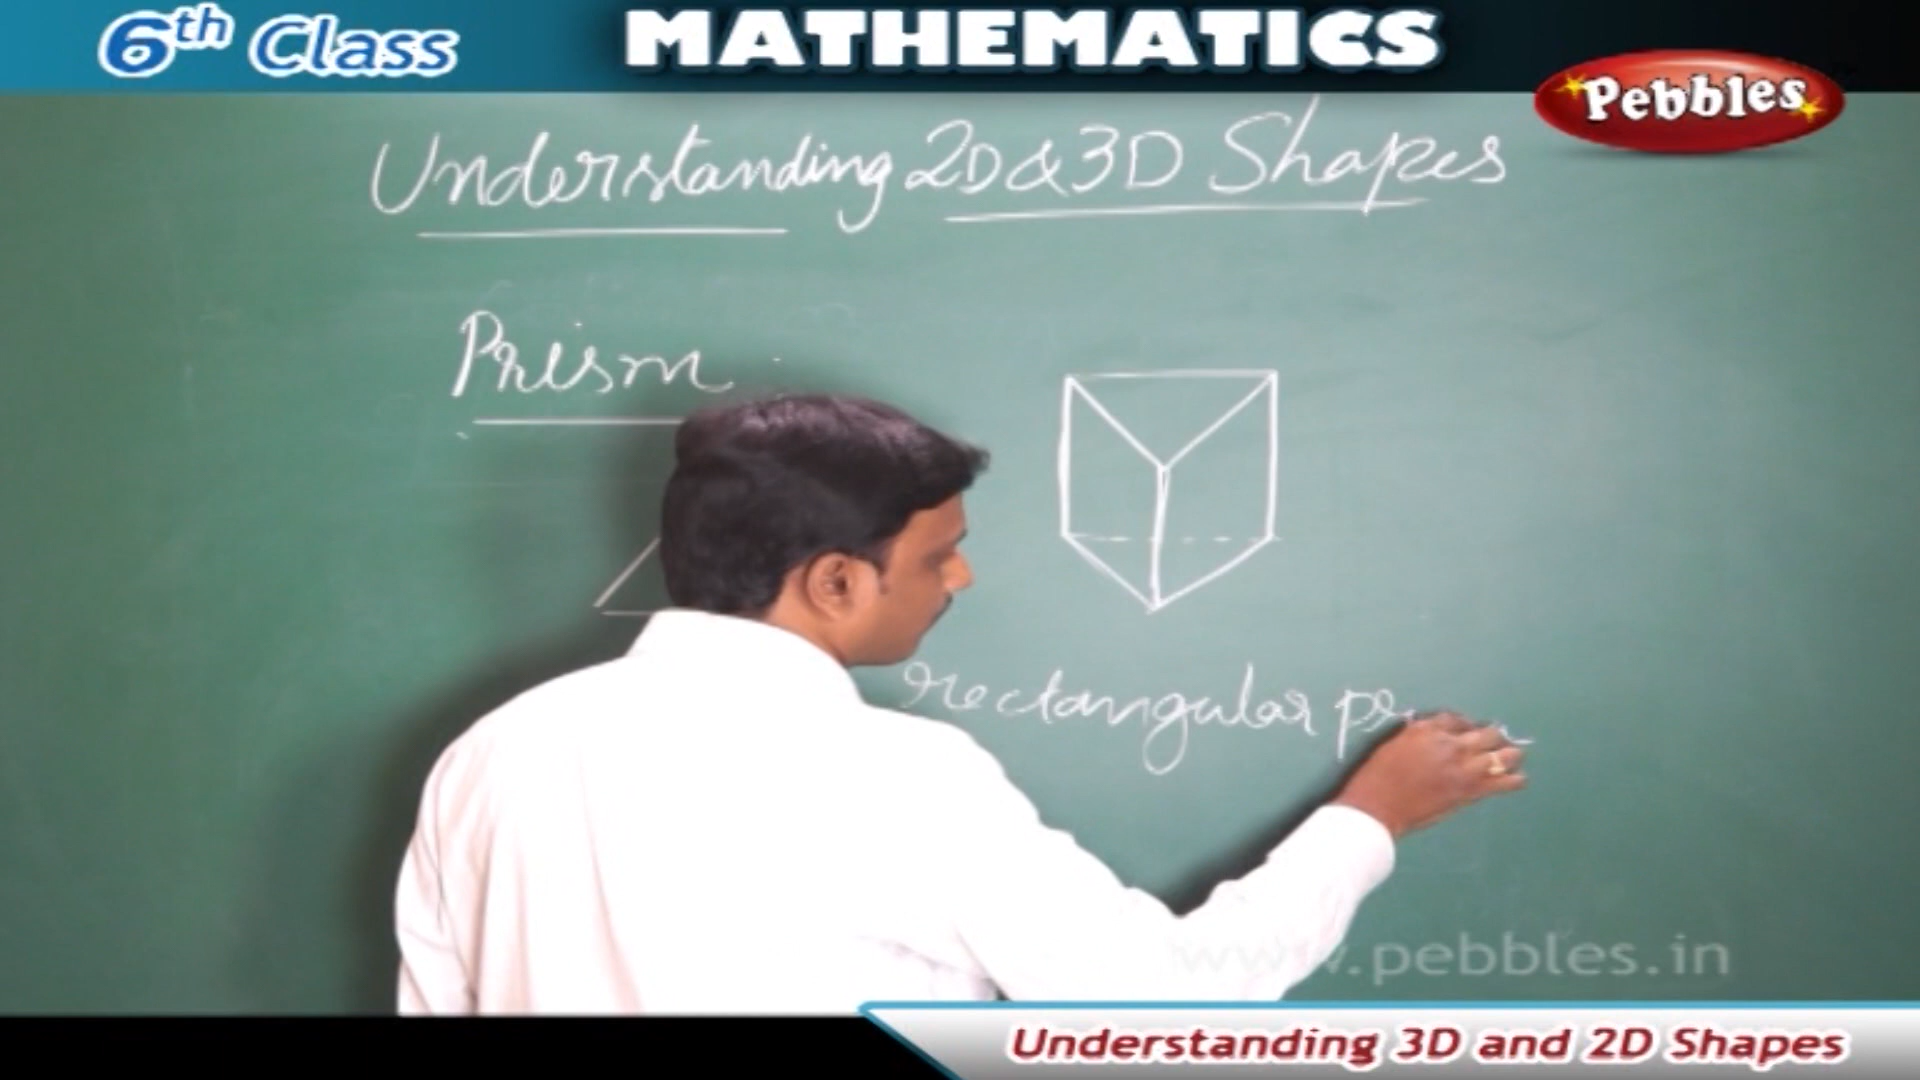 6th Class
MATHEMATICS
Pebbles
Understanding 2D & 3D Shapes
Prism
rectangular
www.pebbles.in
Understanding 3D and 2D Shapes